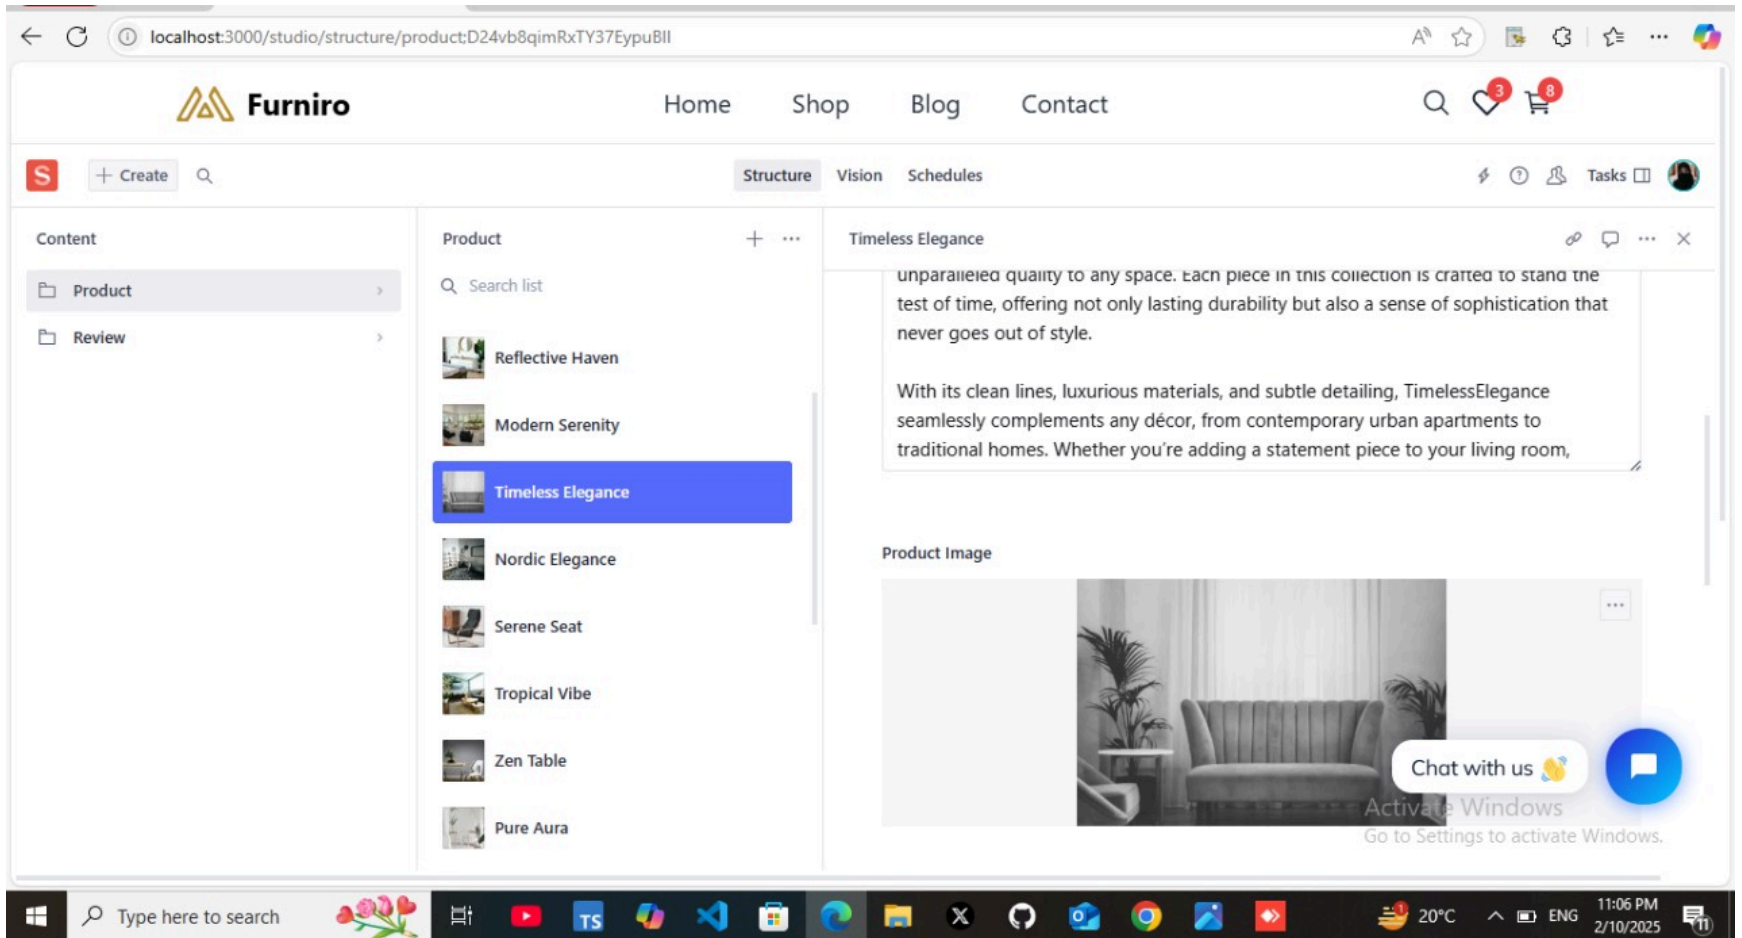 localhost:3000/studio/structure/product;D24vb8qimRxTY37EypuBII
Furniro
Home Shop Blog Contact
3 8
S + Create
Structure Vision Schedules
Tasks
Content
Product
Review
Product
Search list
Reflective Haven
Modern Serenity
Timeless Elegance
Nordic Elegance
Serene Seat
Tropical Vibe
Zen Table
Pure Aura
Timeless Elegance
unparalleled quality to any space. Each piece in this collection is crafted to stand the
test of time, offering not only lasting durability but also a sense of sophistication that
never goes out of style.
With its clean lines, luxurious materials, and subtle detailing, TimelessElegance
seamlessly complements any décor, from contemporary urban apartments to
traditional homes. Whether you're adding a statement piece to your living room,
Product Image
Chat with us 👋
Activate Windows
Go to Settings to activate Windows.
Type here to search
TS
20°C
ENG
11:06 PM
2/10/2025
11